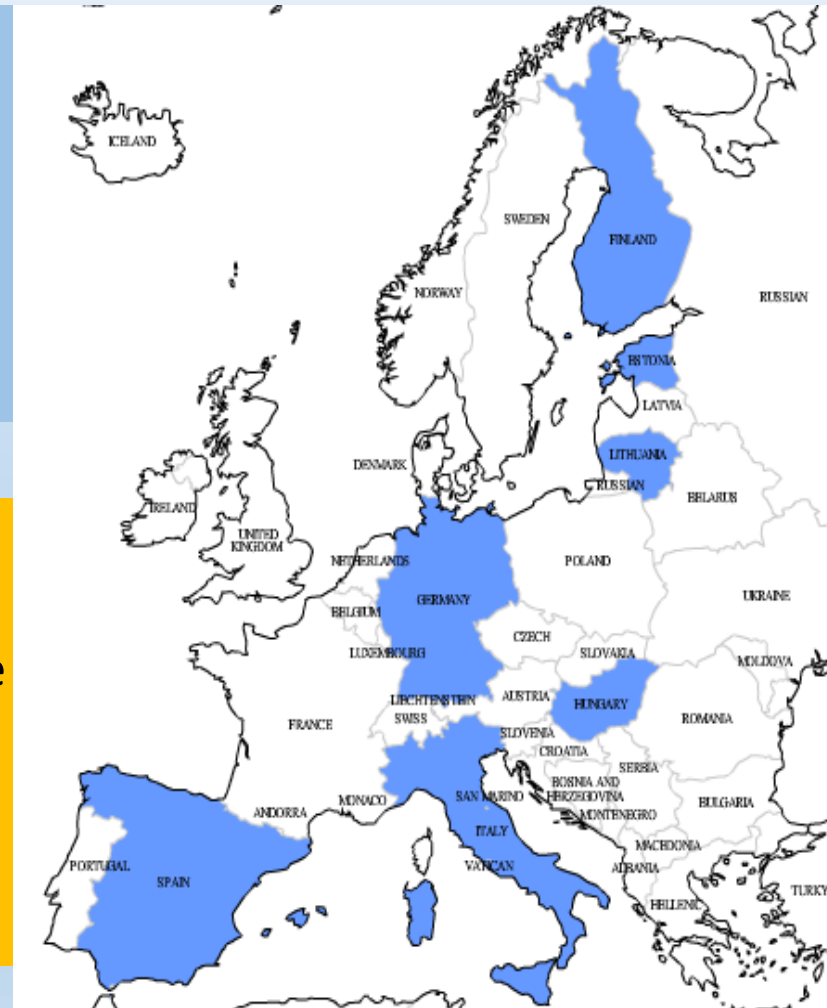 ICELAND
SWEDEN
FINLAND
NORWAY
RUSSIAN
ESTONIA
LATVIA
DENMARK
LITHUANIA
RUSSIAN
BELARUS
IRELAND
UNITED
KINGDOM
NETHERLANDS
POLAND
GERMANY
UKRAINE
BELGIUM
CZECH
LUXEMBOURG
SLOVAKIA
MOLDOVA
e
LIECHTENSTEIN
AUSTRIA
HUNGARY
SWSS
FRANCE
ROMANIA
SLOVENIA
CROATIA
SERBIA
BOSNIA AND
HERZEGOVINA
MONACO
SAN MARINO
ANDORRA
BULGARIA
MONTENEGRO
ITALY
MACHDONIA
PORTUGAL
VATICAN
ALBANIA
SPAIN
TURKY
HELLENIC